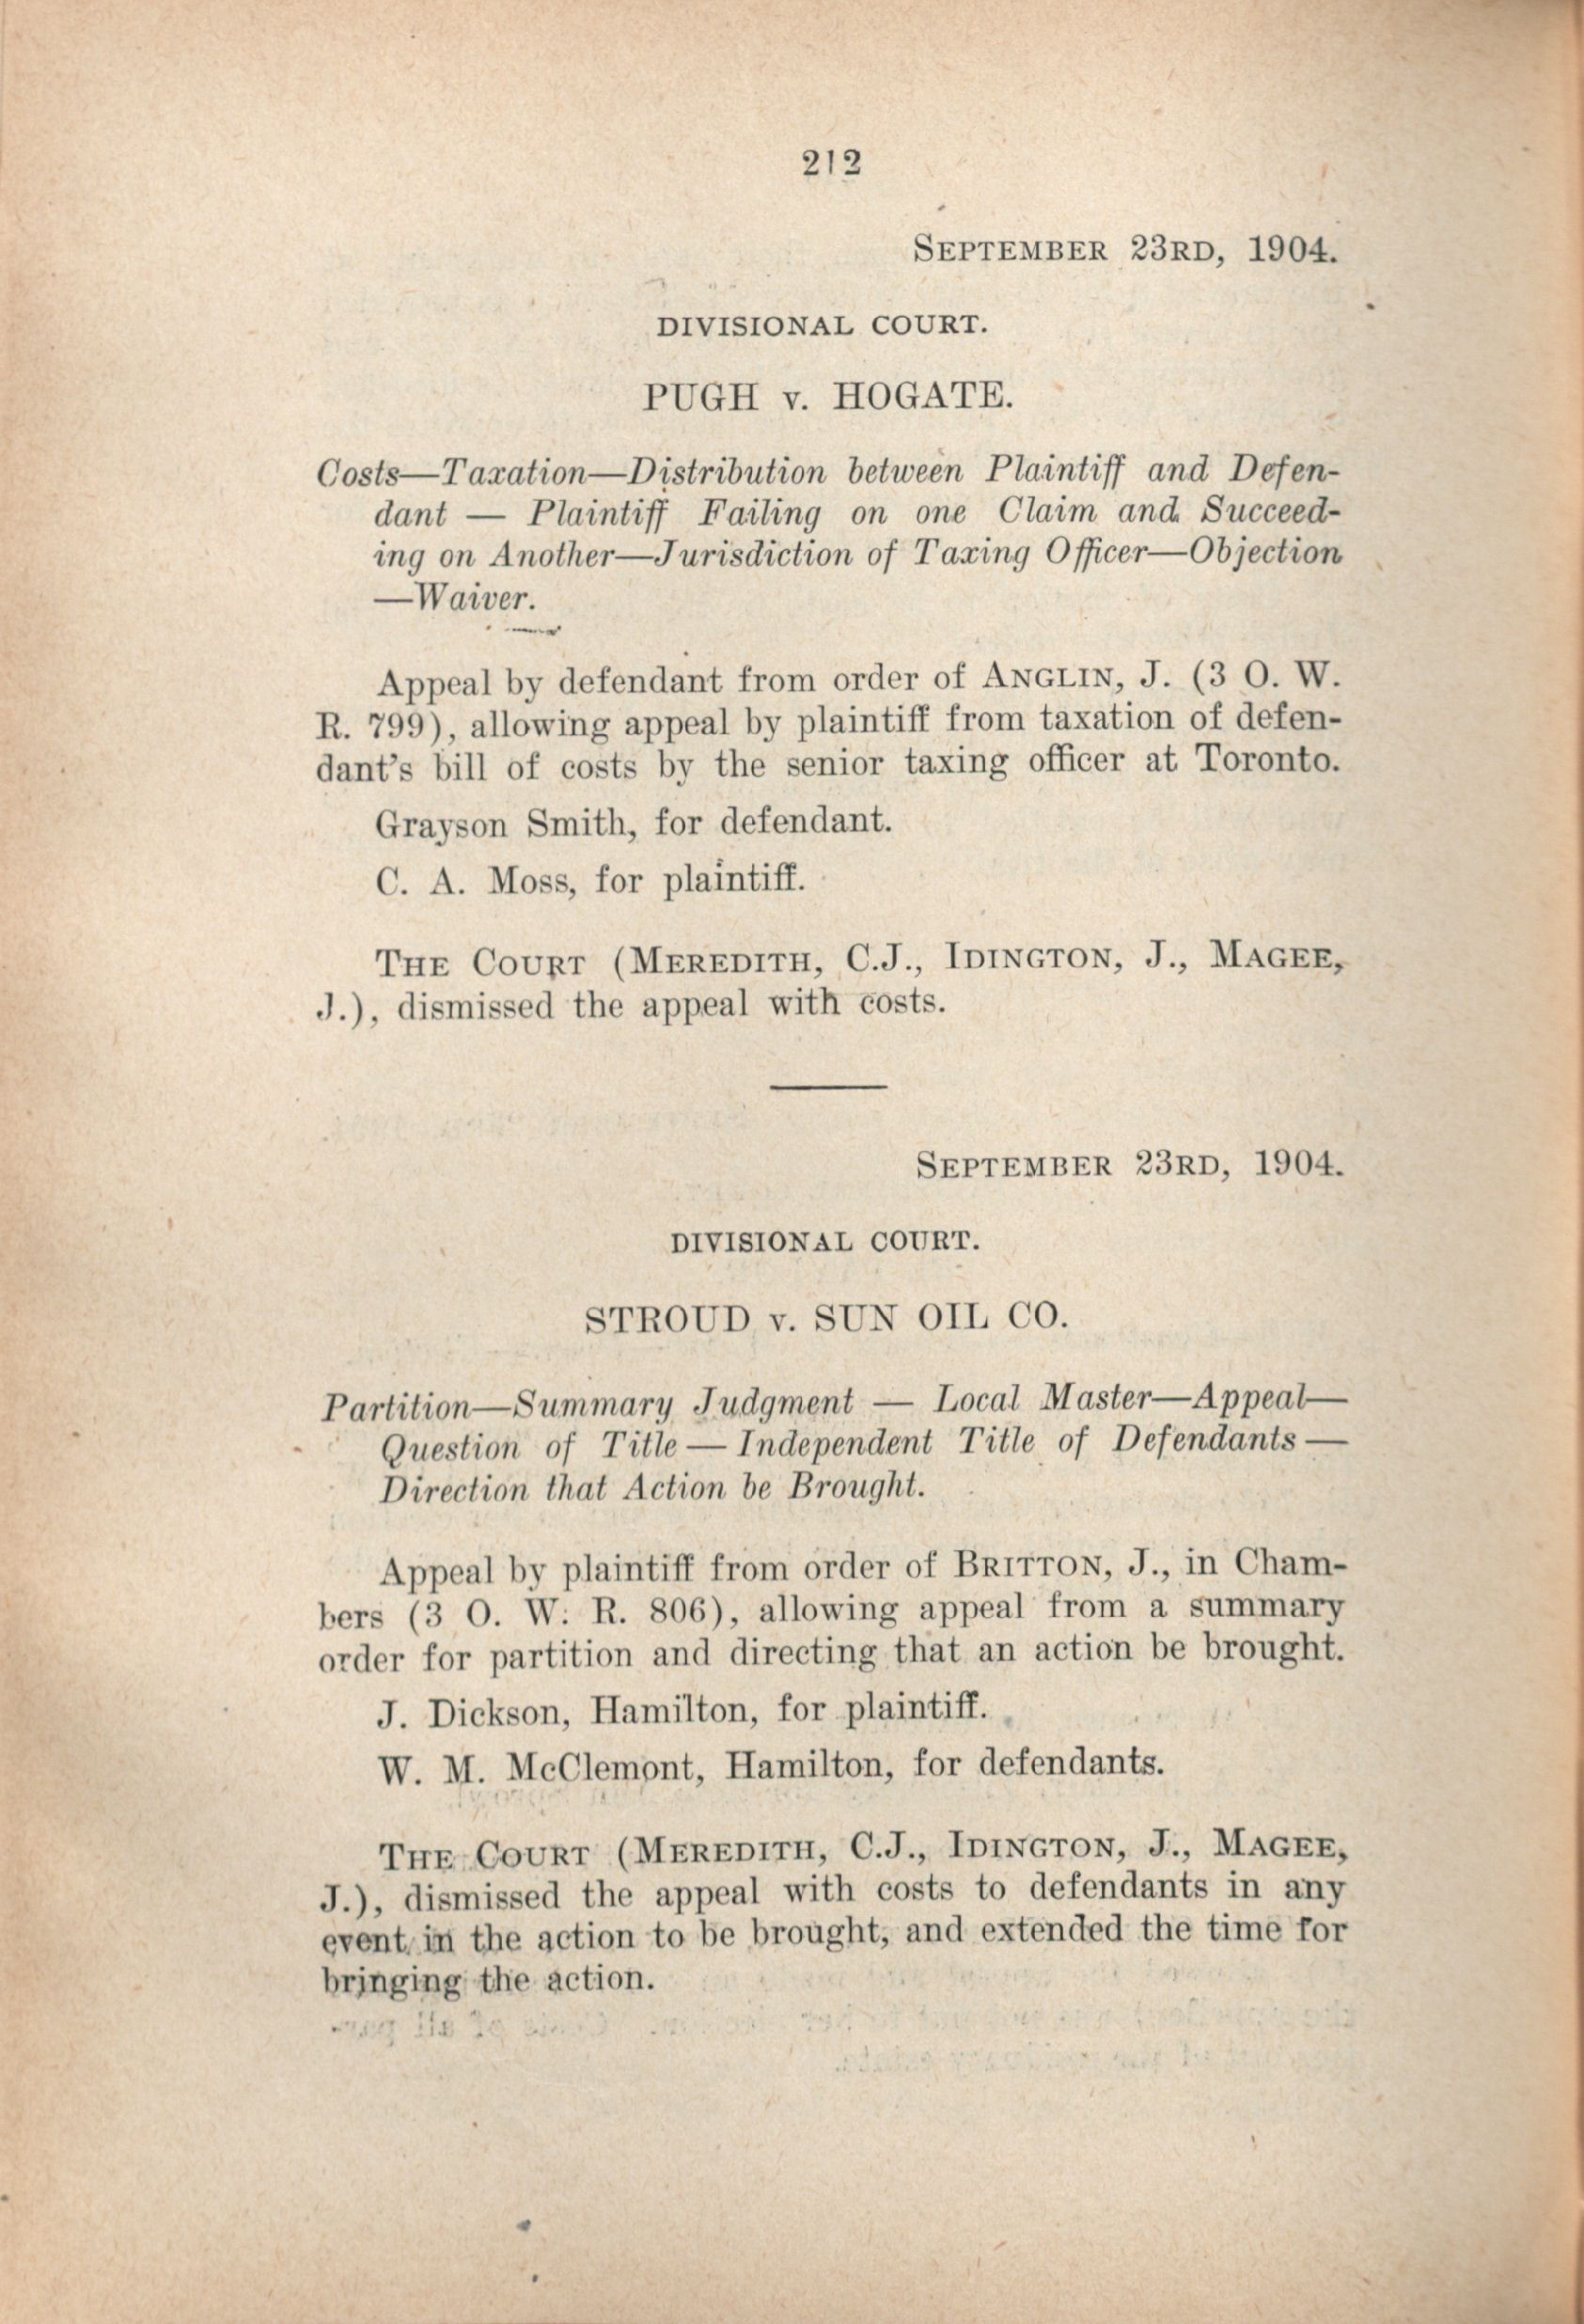 212
SEPTEMBER 23RD, 1904.
DIVISIONAL COURT.
PUGH v. HOGATE.
Costs—Taxation—Distribution between Plaintiff and Defen-
dant — Plaintiff Failing on one Claim and Succeed-
ing on Another—Jurisdiction of Taxing Officer—Objection
—Waiver.
Appeal by defendant from order of ANGLIN, J. (3 O. W.
R. 799), allowing appeal by plaintiff from taxation of defen-
dant's bill of costs by the senior taxing officer at Toronto.
Grayson Smith, for defendant.
C. A. Moss, for plaintiff.
THE COURT (MEREDITH, C.J., IDINGTON, J., MAGEE,
J.), dismissed the appeal with costs.
SEPTEMBER 23RD, 1904.
DIVISIONAL COURT.
STROUD v. SUN OIL CO.
Partition—Summary Judgment — Local Master—Appeal—
Question of Title — Independent Title of Defendants —
Direction that Action be Brought.
Appeal by plaintiff from order of BRITTON, J., in Cham-
bers (3 O. W. R. 806), allowing appeal from a summary
order for partition and directing that an action be brought.
J. Dickson, Hamilton, for plaintiff.
W. M. McClemont, Hamilton, for defendants.
THE COURT (MEREDITH, C.J., IDINGTON, J., MAGEE,
J.), dismissed the appeal with costs to defendants in any
event in the action to be brought, and extended the time for
bringing the action.